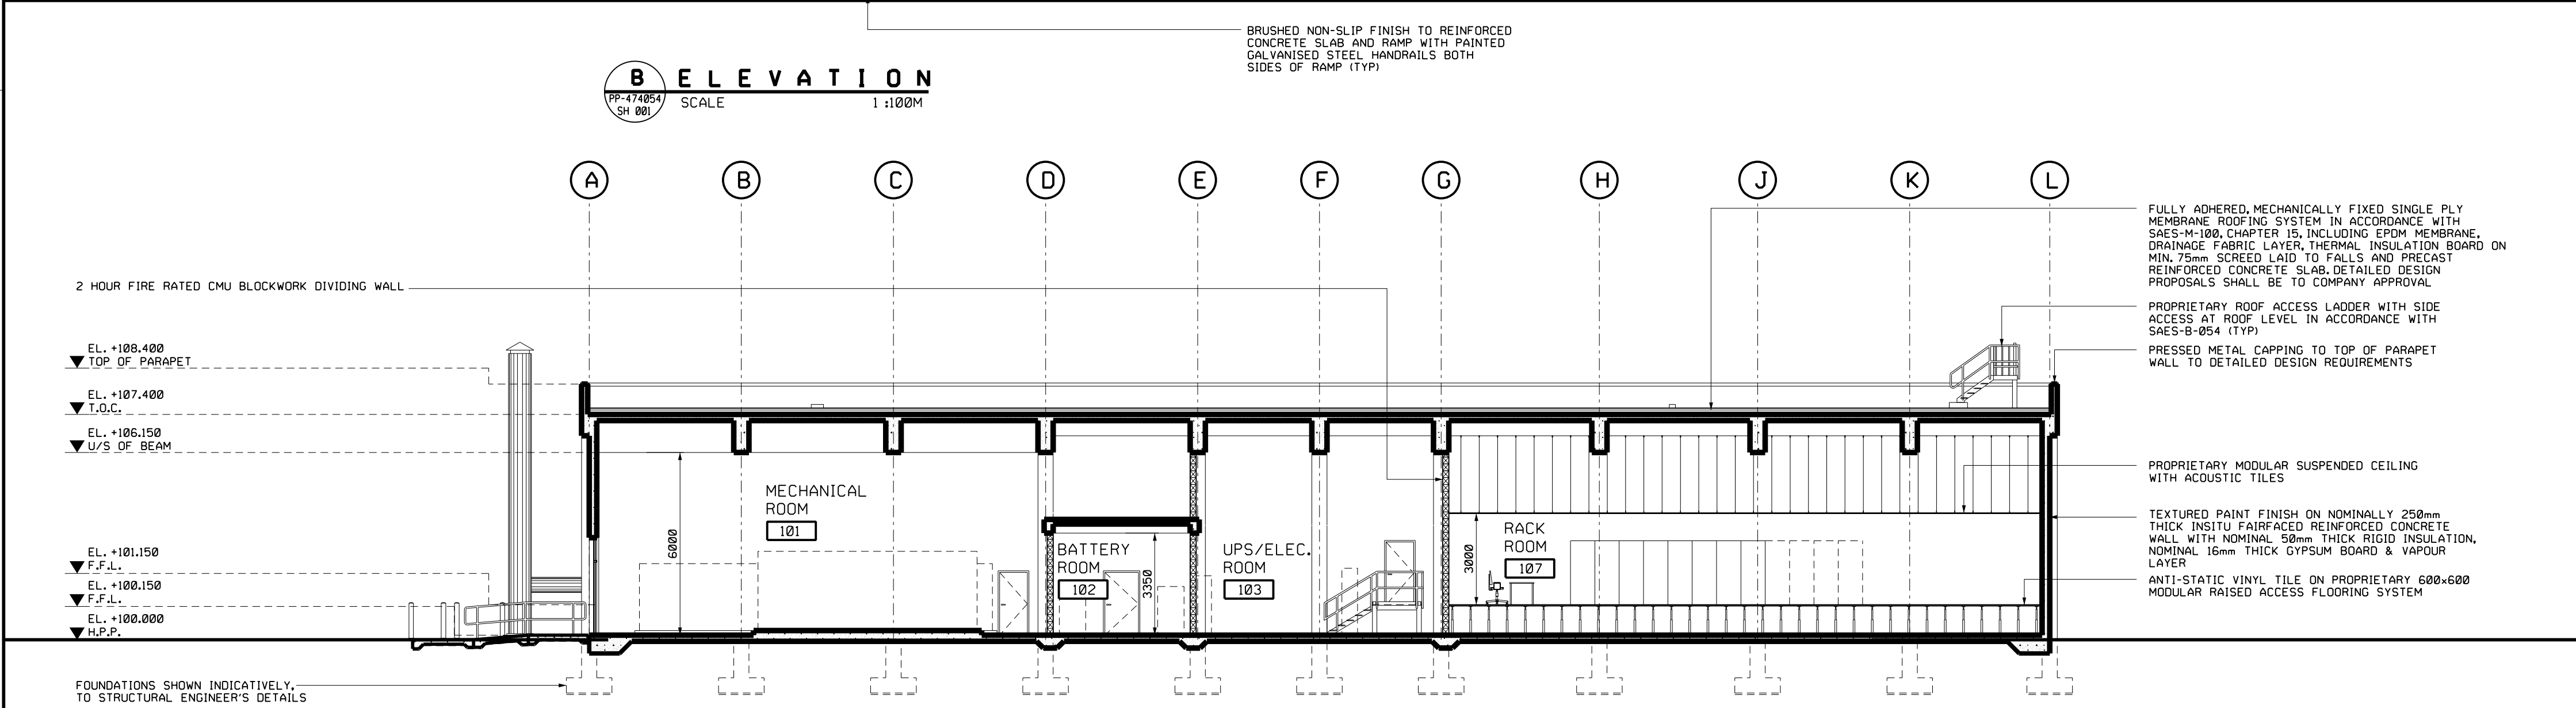 BRUSHED NON-SLIP FINISH TO REINFORCED
CONCRETE SLAB AND RAMP WITH PAINTED
GALVANISED STEEL HANDRAILS BOTH
SIDES OF RAMP (TYP)
B
PP-474054
SH 001
ELEVATION
SCALE 1 :100M
A B C D E F G H J K L
FULLY ADHERED, MECHANICALLY FIXED SINGLE PLY
MEMBRANE ROOFING SYSTEM IN ACCORDANCE WITH
SAES-M-100, CHAPTER 15, INCLUDING EPDM MEMBRANE,
DRAINAGE FABRIC LAYER, THERMAL INSULATION BOARD ON
MIN. 75mm SCREED LAID TO FALLS AND PRECAST
REINFORCED CONCRETE SLAB. DETAILED DESIGN
PROPOSALS SHALL BE TO COMPANY APPROVAL
2 HOUR FIRE RATED CMU BLOCKWORK DIVIDING WALL
PROPRIETARY ROOF ACCESS LADDER WITH SIDE
ACCESS AT ROOF LEVEL IN ACCORDANCE WITH
SAES-B-054 (TYP)
EL. +108.400
TOP OF PARAPET
PRESSED METAL CAPPING TO TOP OF PARAPET
WALL TO DETAILED DESIGN REQUIREMENTS
EL. +107.400
T.O.C.
EL. +106.150
U/S OF BEAM
PROPRIETARY MODULAR SUSPENDED CEILING
WITH ACOUSTIC TILES
MECHANICAL
ROOM
101
6000
BATTERY
ROOM
102
3350
UPS/ELEC.
ROOM
103
3000
RACK
ROOM
107
TEXTURED PAINT FINISH ON NOMINALLY 250mm
THICK INSITU FAIRFACED REINFORCED CONCRETE
WALL WITH NOMINAL 50mm THICK RIGID INSULATION,
NOMINAL 16mm THICK GYPSUM BOARD & VAPOUR
LAYER
ANTI-STATIC VINYL TILE ON PROPRIETARY 600x600
MODULAR RAISED ACCESS FLOORING SYSTEM
EL. +101.150
F.F.L.
EL. +100.150
F.F.L.
EL. +100.000
H.P.P.
FOUNDATIONS SHOWN INDICATIVELY,
TO STRUCTURAL ENGINEER'S DETAILS